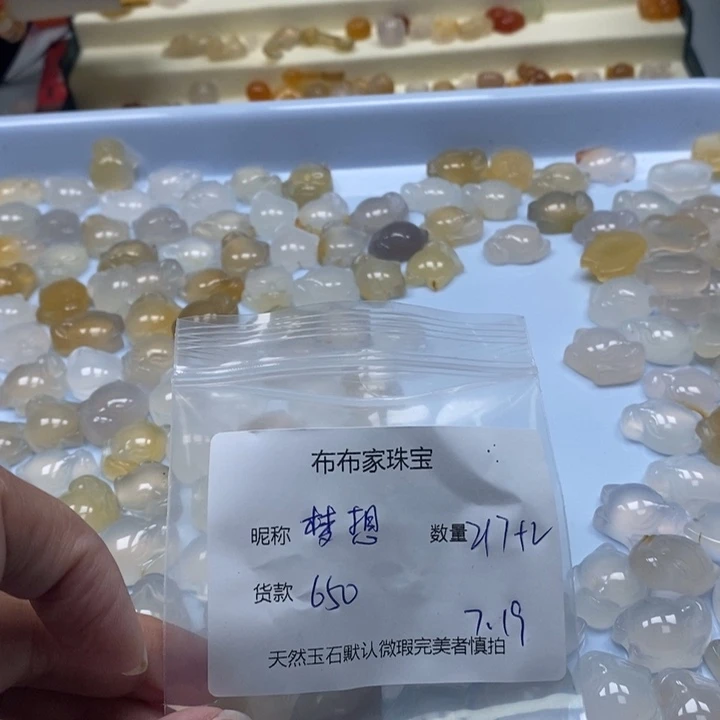 布布家珠宝
昵称 梦想 数量 217+2
货款 650
7.19
天然玉石默认微瑕完美者慎拍